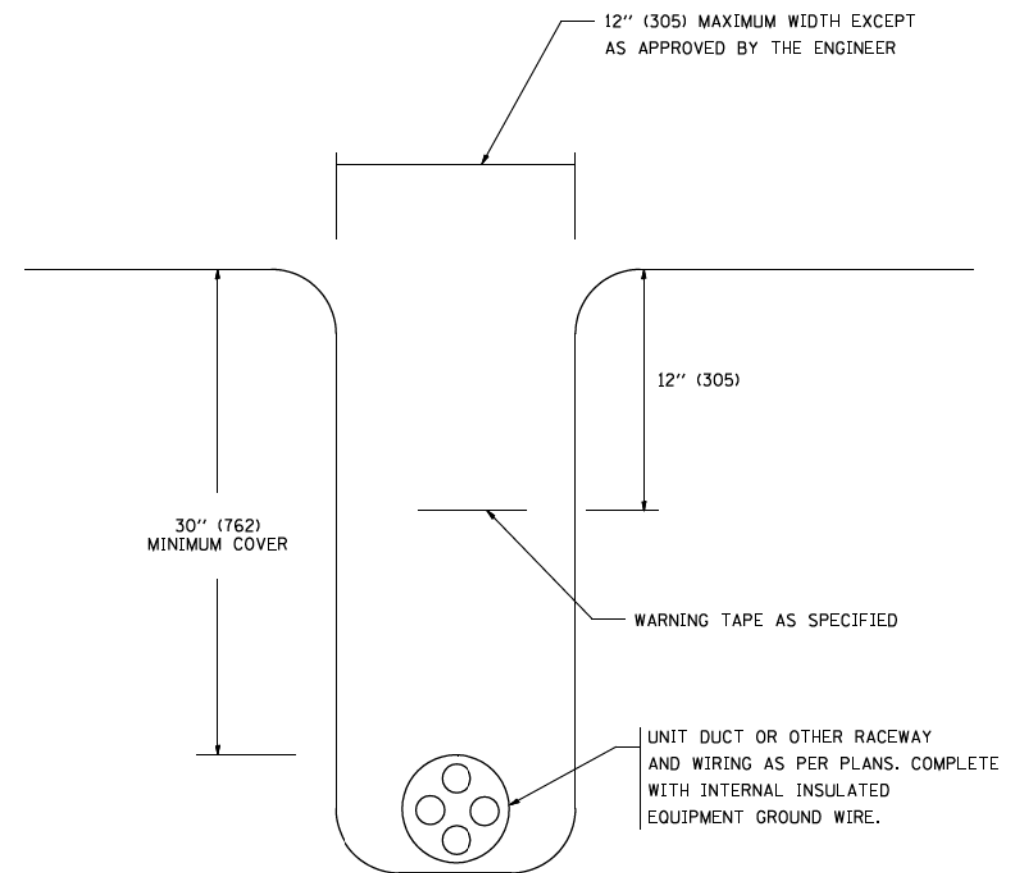 12'' (305) MAXIMUM WIDTH EXCEPT
AS APPROVED BY THE ENGINEER
12'' (305)
30'' (762)
MINIMUM COVER
WARNING TAPE AS SPECIFIED
UNIT DUCT OR OTHER RACEWAY
AND WIRING AS PER PLANS. COMPLETE
WITH INTERNAL INSULATED
EQUIPMENT GROUND WIRE.